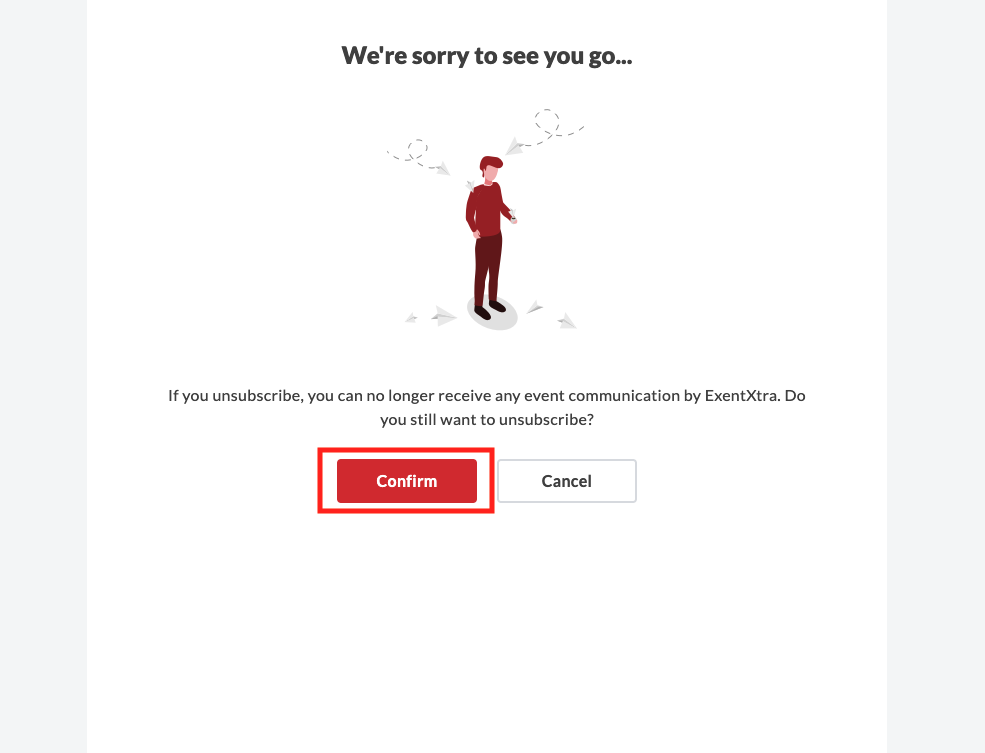 We're sorry to see you go...
If you unsubscribe, you can no longer receive any event communication by ExentXtra. Do
you still want to unsubscribe?
Confirm
Cancel